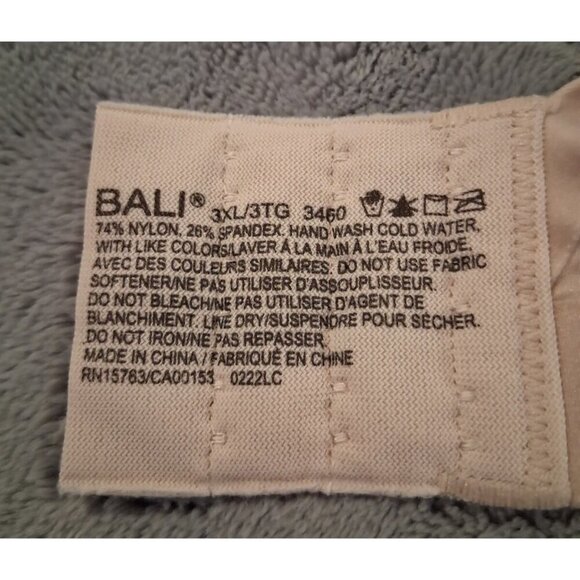 BALI® 3XL/3TG 3460
74% NYLON, 26% SPANDEX. HAND WASH COLD WATER,
WITH LIKE COLORS/LAVER Á LA MAIN À L'EAU FROIDE,
AVEC DES COULEURS SIMILAIRES. DO NOT USE FABRIC
SOFTENER/NE PAS UTILISER D'ASSOUPLISSEUR.
DO NOT BLEACH/NE PAS UTILISER D'AGENT DE
BLANCHIMENT. LINE DRY/SUSPENDRE POUR SÉCHER.
DO NOT IRON/NE PAS REPASSER.
MADE IN CHINA / FABRIQUÉ EN CHINE
RN15763/CA00153 0222LC